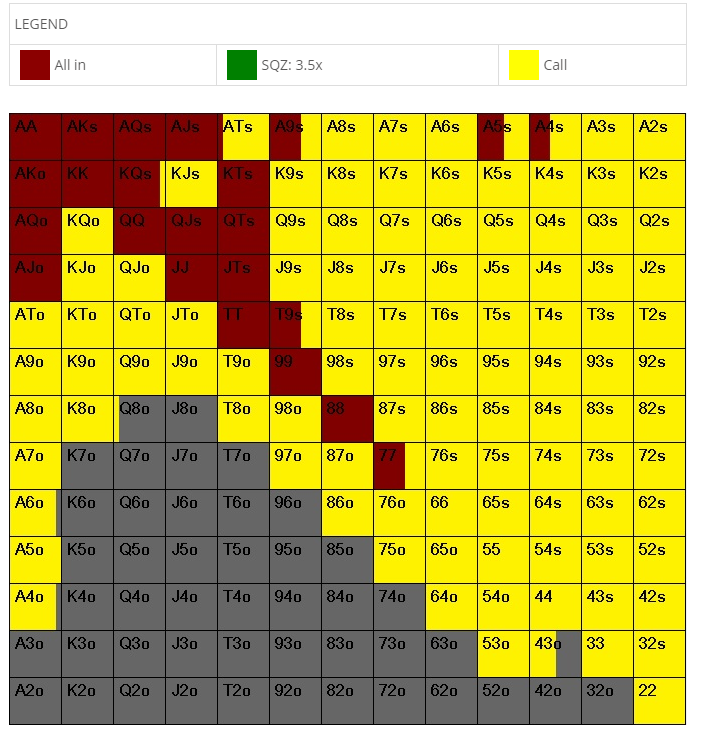 LEGEND
All in SQZ: 3.5x Call
AA AKs AQs AJs ATs A9s A8s A7s A6s A5s A4s A3s A2s
AKo KK KQs KJs KTs K9s K8s K7s K6s K5s K4s K3s K2s
AQo KQo QQ QJs QTs Q9s Q8s Q7s Q6s Q5s Q4s Q3s Q2s
AJo KJo QJo JJ JTs J9s J8s J7s J6s J5s J4s J3s J2s
ATo KTo QTo JTo TT T9s T8s T7s T6s T5s T4s T3s T2s
A9o K9o Q9o J9o T9o 99 98s 97s 96s 95s 94s 93s 92s
A8o K8o Q8o J8o T8o 98o 88 87s 86s 85s 84s 83s 82s
A7o K7o Q7o J7o T7o 97o 87o 77 76s 75s 74s 73s 72s
A6o K6o Q6o J6o T6o 96o 86o 76o 66 65s 64s 63s 62s
A5o K5o Q5o J5o T5o 95o 85o 75o 65o 55 54s 53s 52s
A4o K4o Q4o J4o T4o 94o 84o 74o 64o 54o 44 43s 42s
A3o K3o Q3o J3o T3o 93o 83o 73o 63o 53o 43o 33 32s
A2o K2o Q2o J2o T2o 92o 82o 72o 62o 52o 42o 32o 22